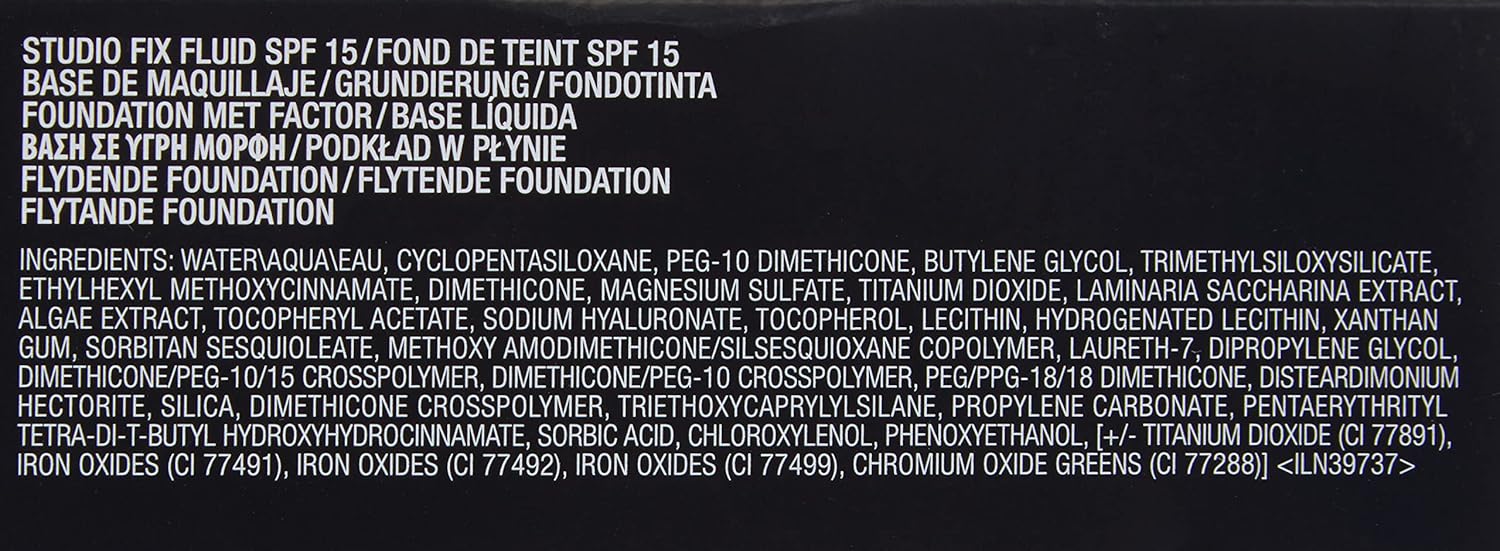 STUDIO FIX FLUID SPF 15/FOND DE TEINT SPF 15
BASE DE MAQUILLAJE/GRUNDIERUNG/FONDOTINTA
FOUNDATION MET FACTOR/BASE LÍQUIDA
ΒΑΣΗ ΣΕ ΥΓΡΗ ΜΟΡΦΗ/PODKŁAD W PŁYNIE
FLYDENDE FOUNDATION/FLYTENDE FOUNDATION
FLYTANDE FOUNDATION
INGREDIENTS: WATER\AQUA\EAU, CYCLOPENTASILOXANE, PEG-10 DIMETHICONE, BUTYLENE GLYCOL, TRIMETHYLSILOXYSILICATE,
ETHYLHEXYL METHOXYCINNAMATE, DIMETHICONE, MAGNESIUM SULFATE, TITANIUM DIOXIDE, LAMINARIA SACCHARINA EXTRACT,
ALGAE EXTRACT, TOCOPHERYL ACETATE, SODIUM HYALURONATE, TOCOPHEROL, LECITHIN, HYDROGENATED LECITHIN, XANTHAN
GUM, SORBITAN SESQUIOLEATE, METHOXY AMODIMETHICONE/SILSESQUIOXANE COPOLYMER, LAURETH-7, DIPROPYLENE GLYCOL,
DIMETHICONE/PEG-10/15 CROSSPOLYMER, DIMETHICONE/PEG-10 CROSSPOLYMER, PEG/PPG-18/18 DIMETHICONE, DISTEARDIMONIUM
HECTORITE, SILICA, DIMETHICONE CROSSPOLYMER, TRIETHOXYCAPRYLYLSILANE, PROPYLENE CARBONATE, PENTAERYTHRITYL
TETRA-DI-T-BUTYL HYDROXYHYDROCINNAMATE, SORBIC ACID, CHLOROXYLENOL, PHENOXYETHANOL, [+/- TITANIUM DIOXIDE (CI 77891),
IRON OXIDES (CI 77491), IRON OXIDES (CI 77492), IRON OXIDES (CI 77499), CHROMIUM OXIDE GREENS (CI 77288)] <ILN39737>